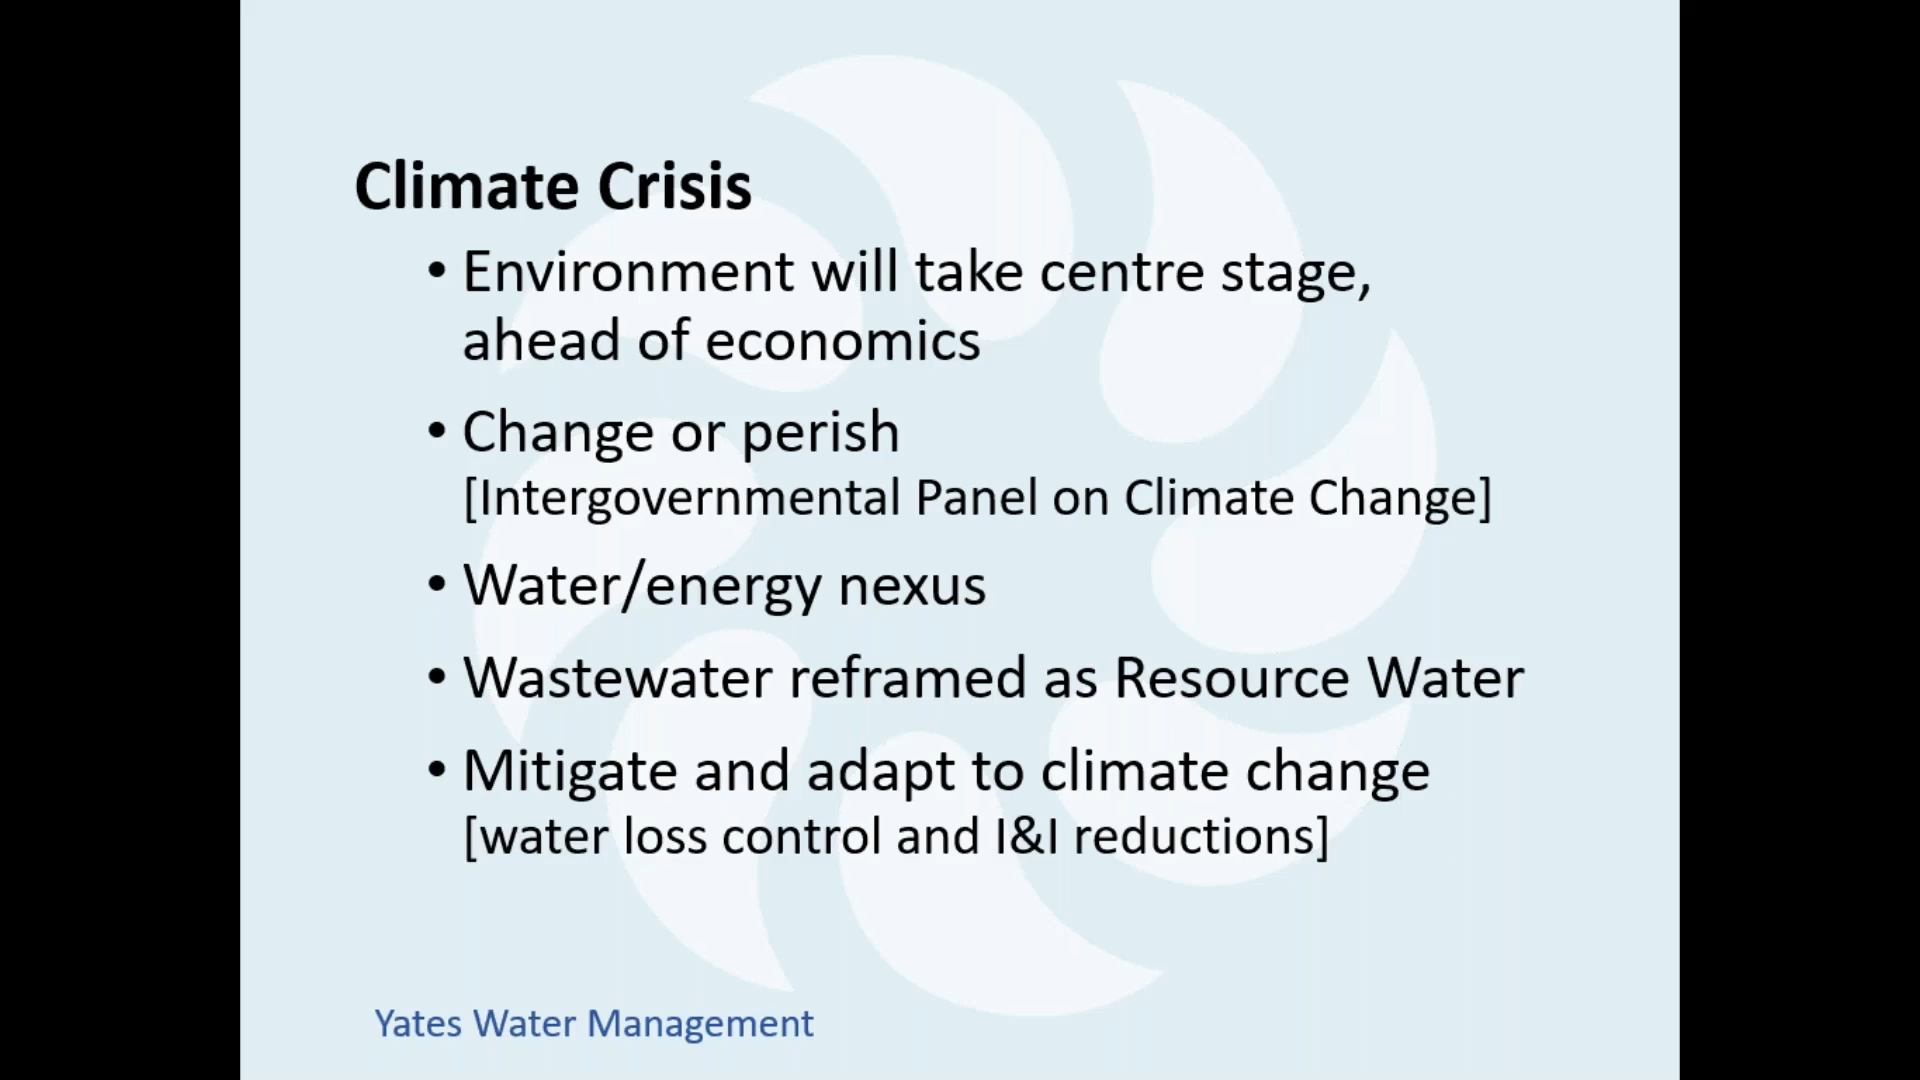 Climate Crisis
• Environment will take centre stage,
ahead of economics
• Change or perish
[Intergovernmental Panel on Climate Change]
• Water/energy nexus
• Wastewater reframed as Resource Water
• Mitigate and adapt to climate change
[water loss control and I&I reductions]
Yates Water Management